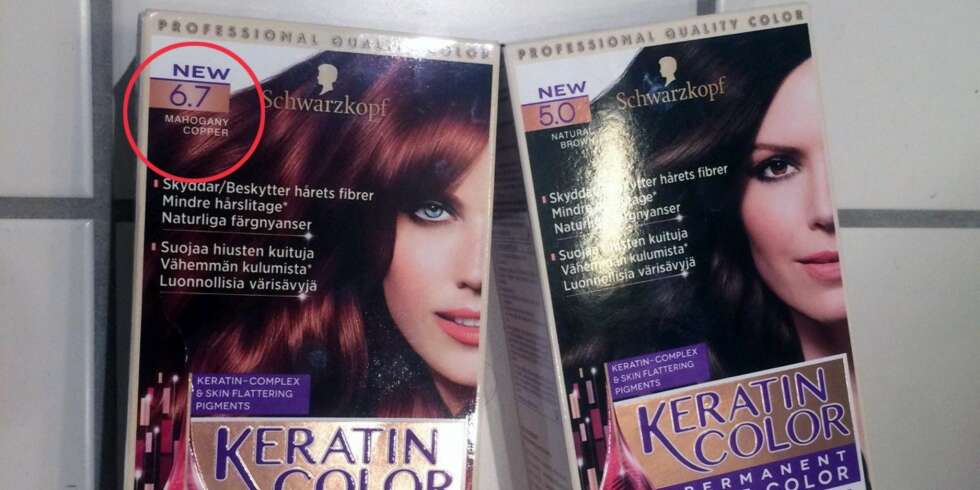 PROFESSIONAL QUALITY COLOR
NEW
6.7
MAHOGANY
COPPER
Schwarzkopf
Skyddar/Beskytter hårets fibrer
Mindre hårslitage*
Naturliga färgnyanser
Suojaa hiusten kuituja
Vähemmän kulumista*
Luonnollisia värisävyjä
KERATIN-COMPLEX
& SKIN FLATTERING
PIGMENTS
KERATIN
COLOR
PROFESSIONAL QUALITY COLOR
NEW
5.0
NATURAL
BROWN
Schwarzkopf
Skyddar/Beskytter hårets fibrer
Mindre hårslitage*
Naturliga färgnyanser
Suojaa hiusten kuituja
Vähemmän kulumista*
Luonnollisia värisävyjä
KERATIN-COMPLEX
& SKIN FLATTERING
PIGMENTS
KERATIN
COLOR
PERMANENT
COLOR